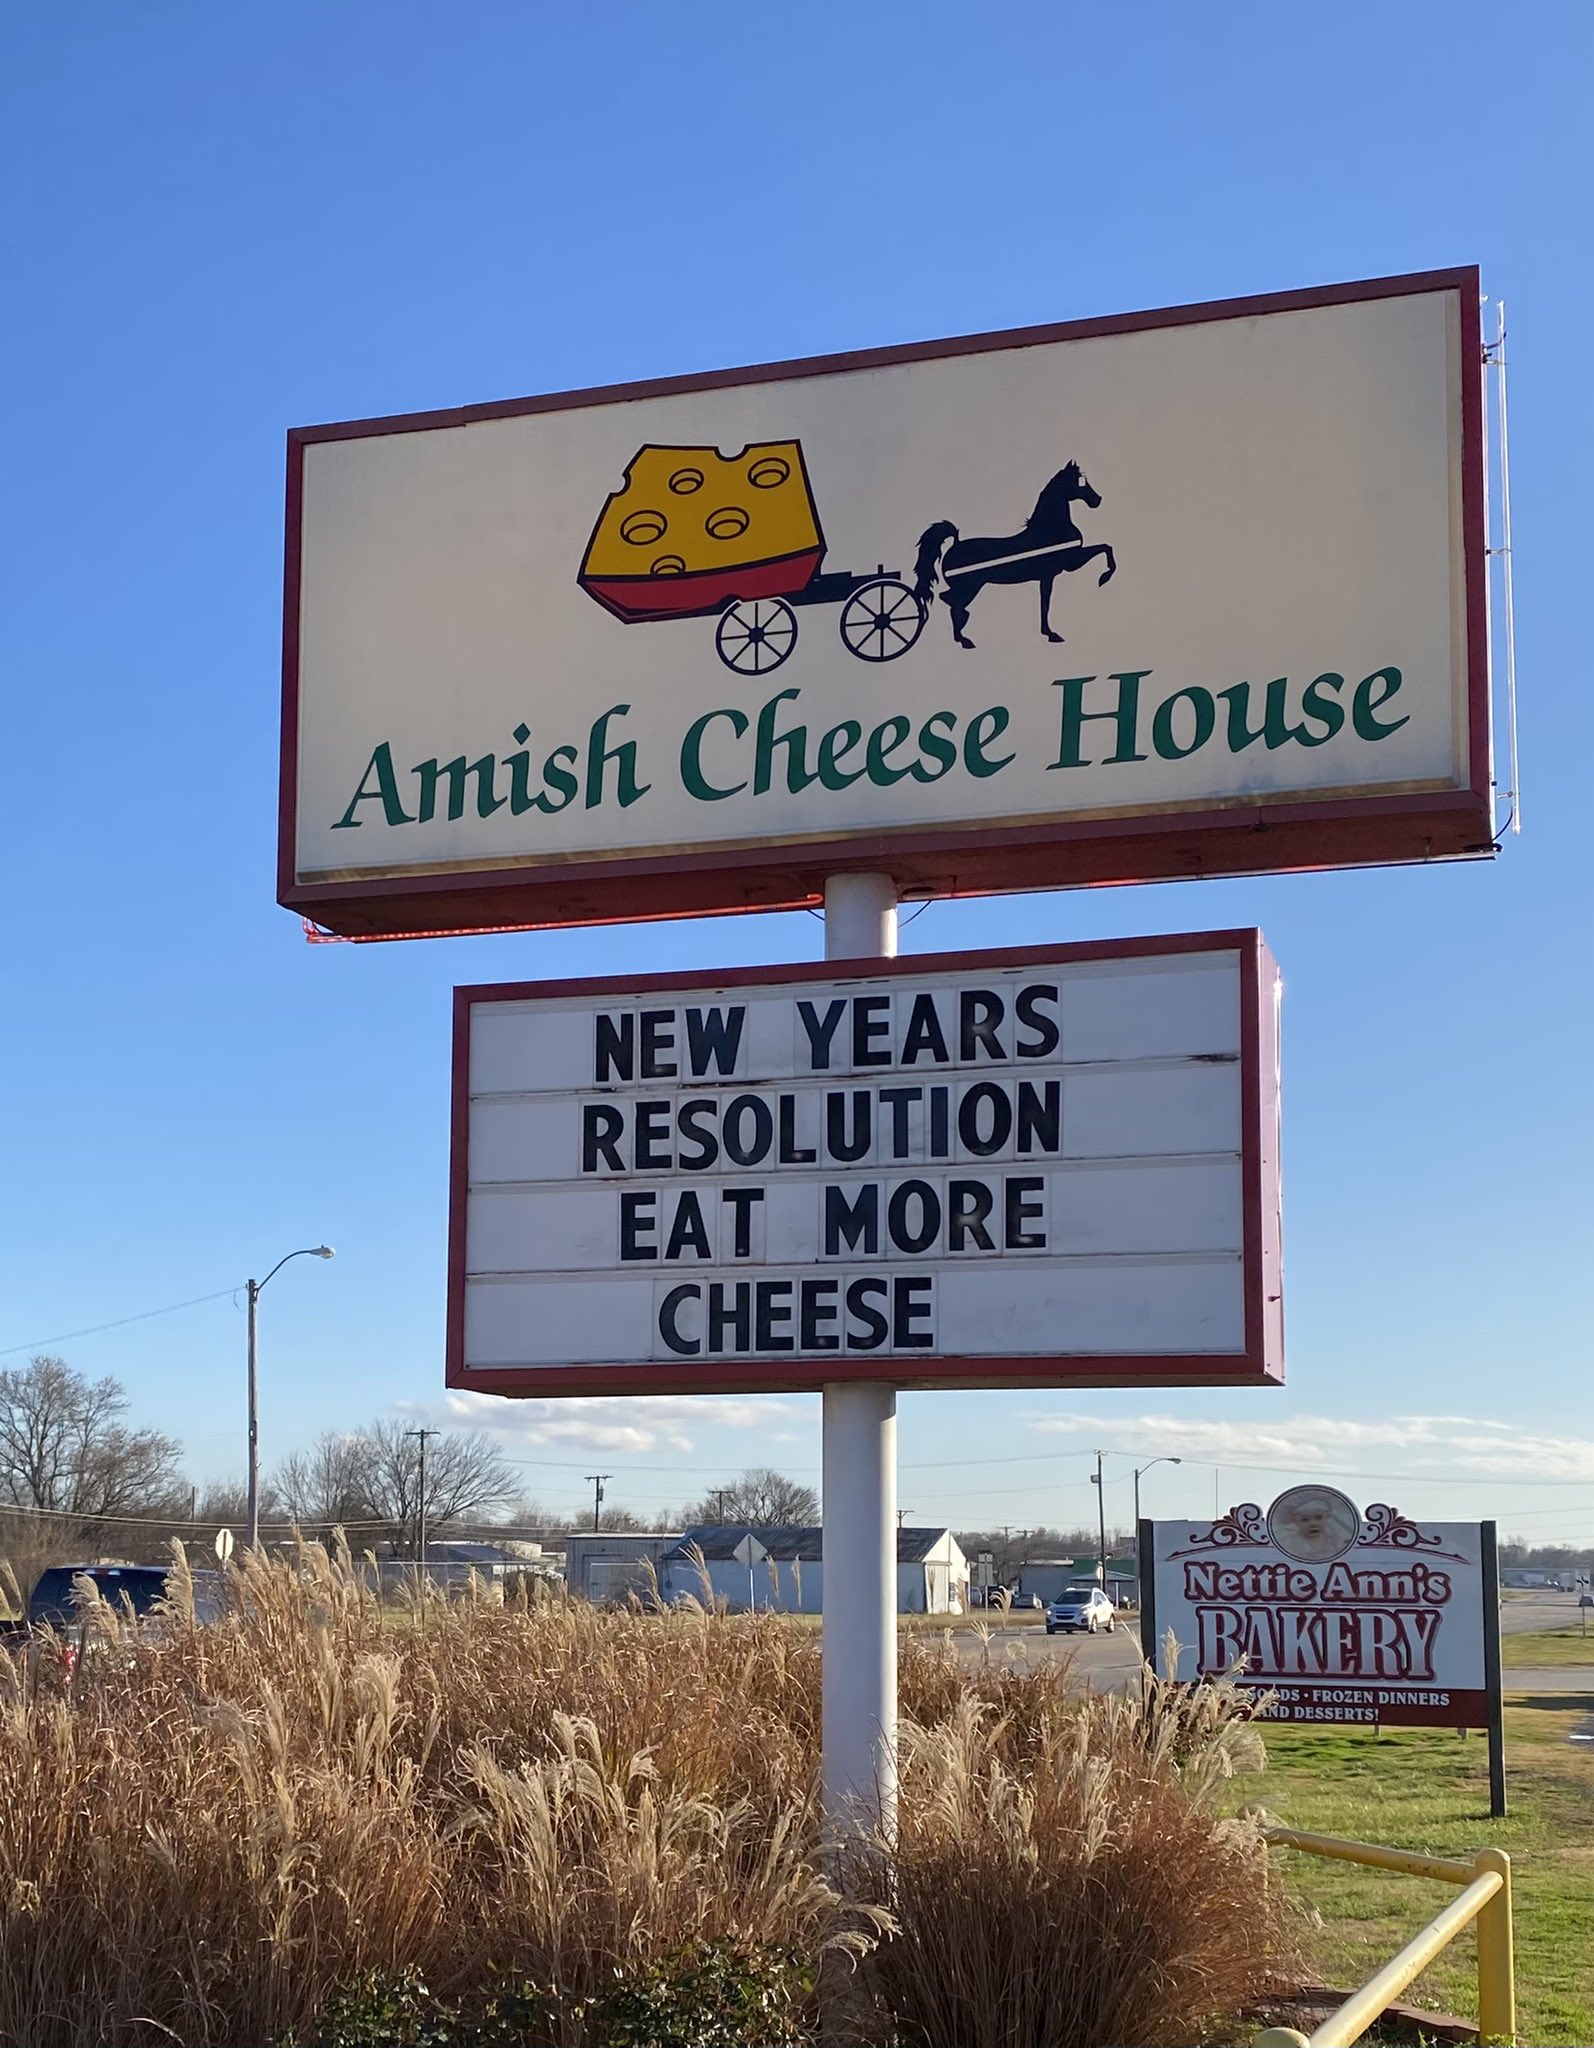 Amish Cheese House
NEW YEARS
RESOLUTION
EAT MORE
CHEESE
Nettie Ann's
BAKERY
FROZEN DINNERS
AND DESSERTS!